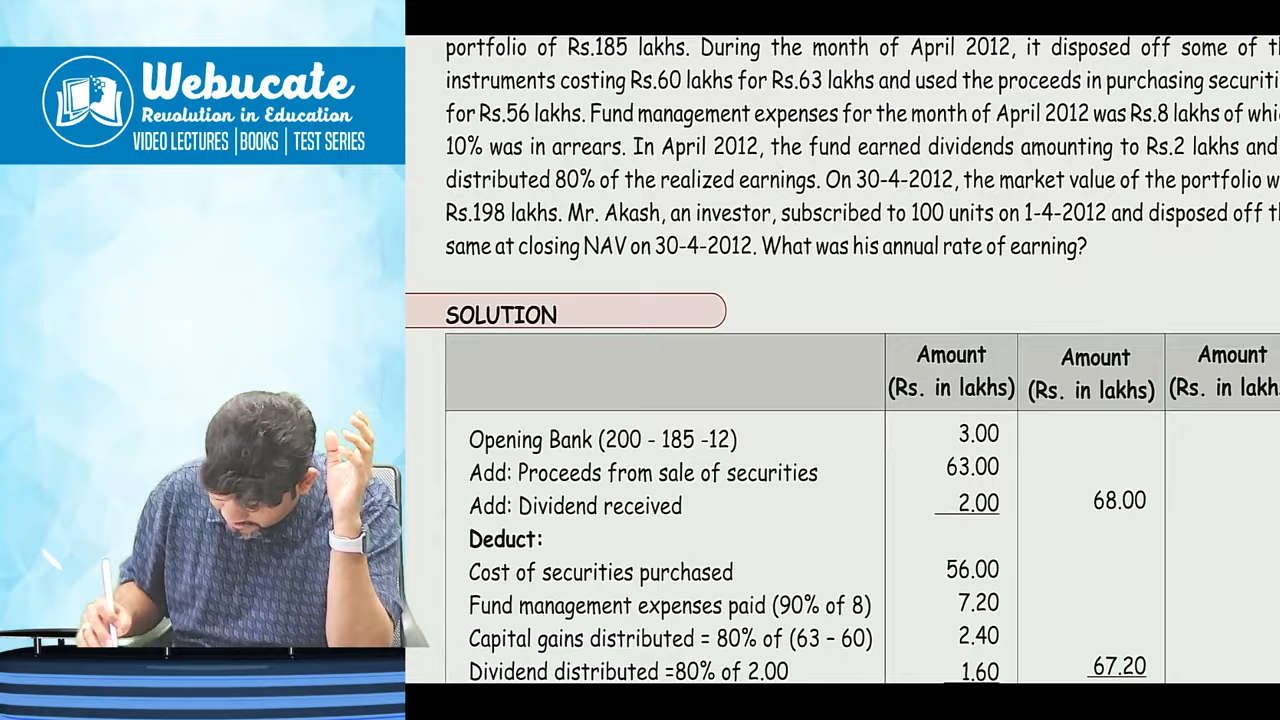 Webucate
Revolution in Education
VIDEO LECTURES | BOOKS | TEST SERIES
portfolio of Rs.185 lakhs. During the month of April 2012, it disposed off some of
instruments costing Rs.60 lakhs for Rs.63 lakhs and used the proceeds in purchasing
for Rs.56 lakhs. Fund management expenses for the month of April 2012 was Rs.8 lakhs of
10% was in arrears. In April 2012, the fund earned dividends amounting to Rs.2 lakhs and
distributed 80% of the realized earnings. On 30-4-2012, the market value of the portfolio
Rs.198 lakhs. Mr. Akash, an investor, subscribed to 100 units on 1-4-2012 and disposed off
same at closing NAV on 30-4-2012. What was his annual rate of earning?
SOLUTION
Amount (Rs. in lakhs) Amount (Rs. in lakhs) Amount (Rs. in
Opening Bank (200 - 185 -12) 3.00
Add: Proceeds from sale of securities 63.00
Add: Dividend received 2.00 68.00
Deduct:
Cost of securities purchased 56.00
Fund management expenses paid (90% of 8) 7.20
Capital gains distributed = 80% of (63 – 60) 2.40
Dividend distributed =80% of 2.00 1.60 67.20